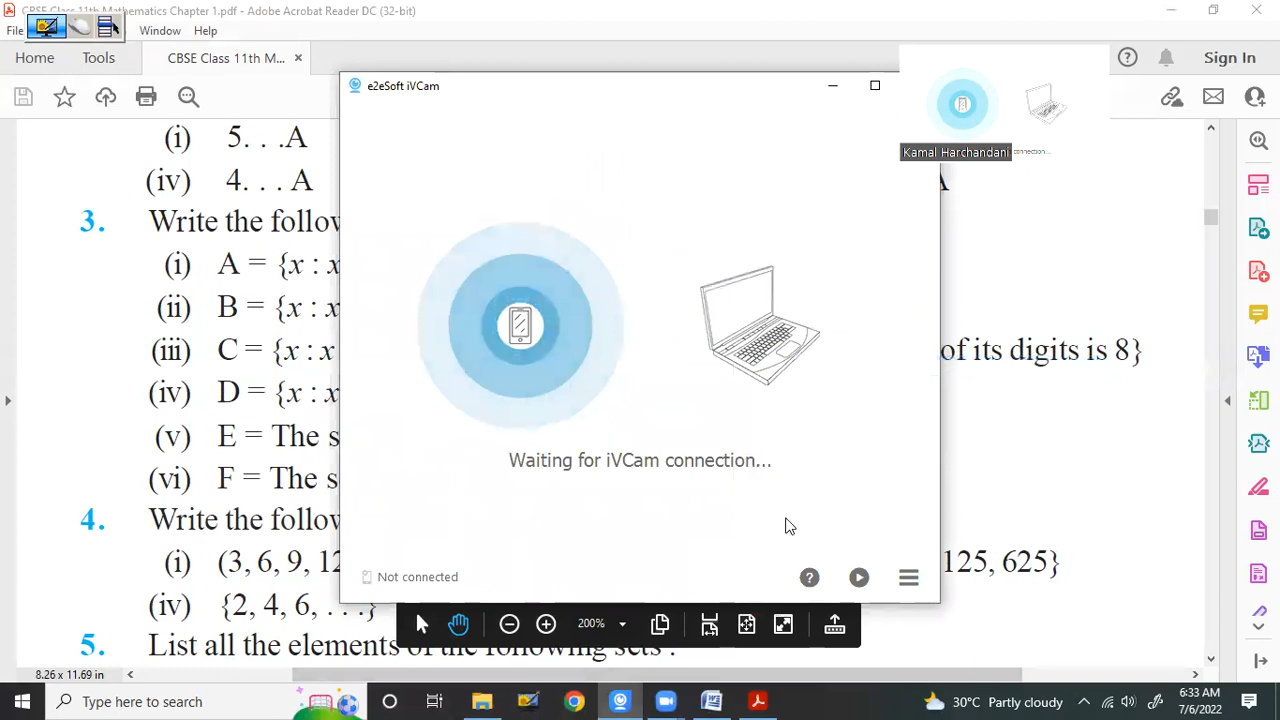 CBSE Class 11th Mathematics Chapter 1.pdf - Adobe Acrobat Reader DC (32-bit)
File Window Help
Home Tools CBSE Class 11th M... × Sign In
e2eSoft iVCam
Kamal Harchandani connection...
(i) 5. . .A
(iv) 4. . . A A
3. Write the follow
(i) A = {x : x
(ii) B = {x : x
(iii) C = {x : x of its digits is 8}
(iv) D = {x : x
(v) E = The s
(vi) F = The s
Waiting for iVCam connection...
4. Write the follow
(i) (3, 6, 9, 12 125, 625}
Not connected
(iv) {2, 4, 6, . . .}
200%
5. List all the elements of the following sets :
8.26 x 11.69 in
Type here to search
30°C Partly cloudy
6:33 AM
7/6/2022